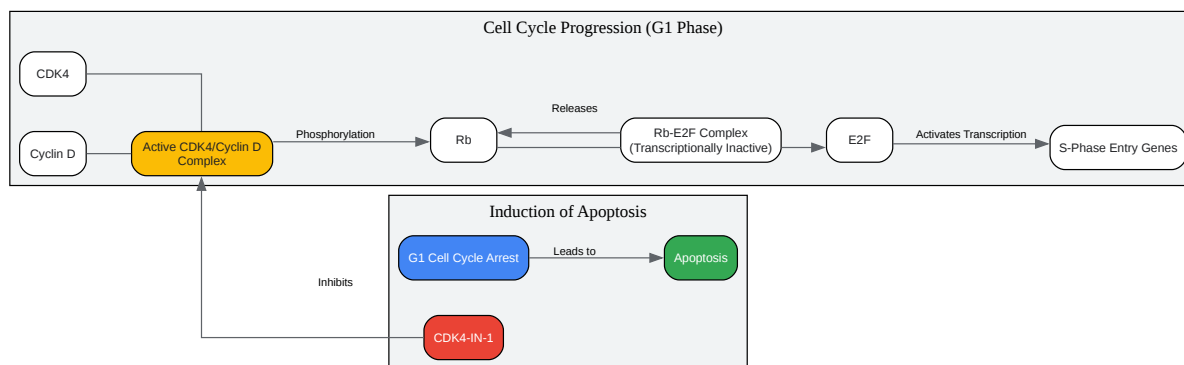 Cell Cycle Progression (G1 Phase)
CDK4
Cyclin D
Active CDK4/Cyclin D
Complex
Phosphorylation
Rb
Releases
Rb-E2F Complex
(Transcriptionally Inactive)
E2F
Activates Transcription
S-Phase Entry Genes
Induction of Apoptosis
G1 Cell Cycle Arrest
Leads to
Apoptosis
Inhibits
CDK4-IN-1